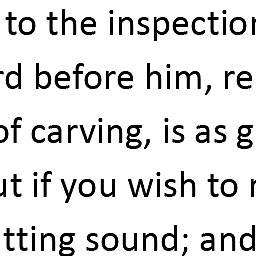 to the inspection
rd before him, re
of carving, is as g
ut if you wish to r
tting sound; and